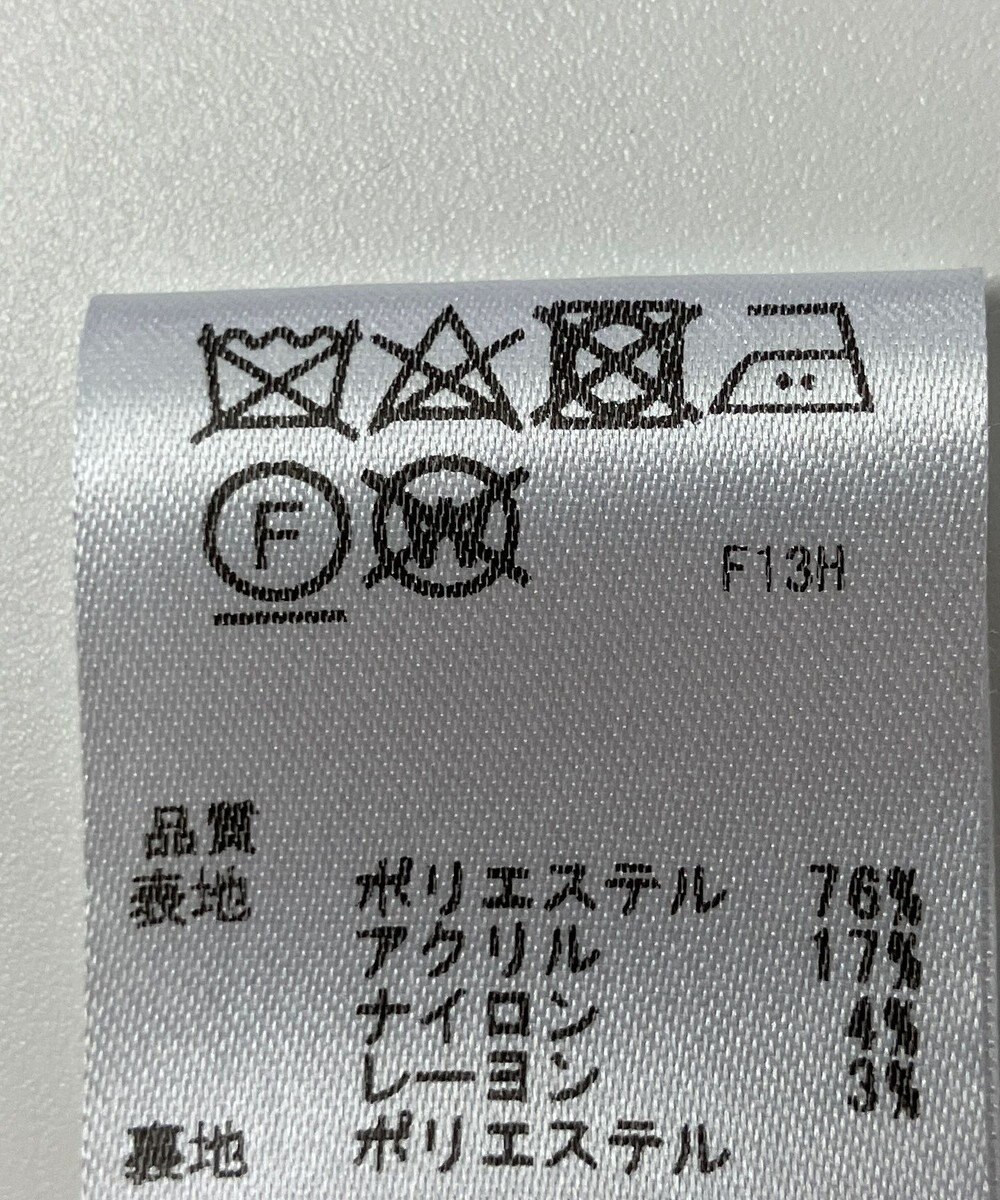 F
W
F13H
品質
表地 ポリエステル 76%
アクリル 17%
ナイロン 4%
レーヨン 3%
裏地 ポリエステル